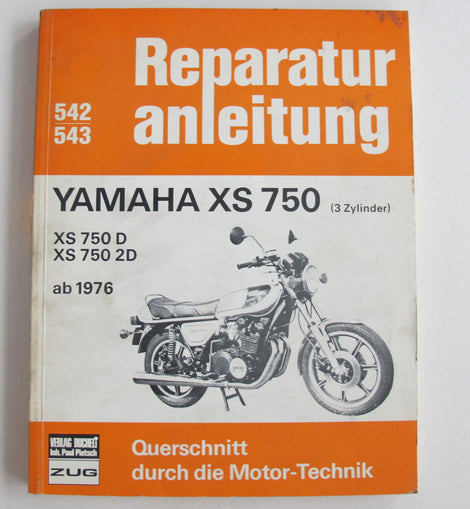 Reparatur
anleitung
542
543
YAMAHA XS 750 (3 Zylinder)
XS 750 D
XS 750 2D
ab 1976
VERLAG BUCHELI
Inh. Paul Pietsch
ZUG
Querschnitt
durch die Motor-Technik